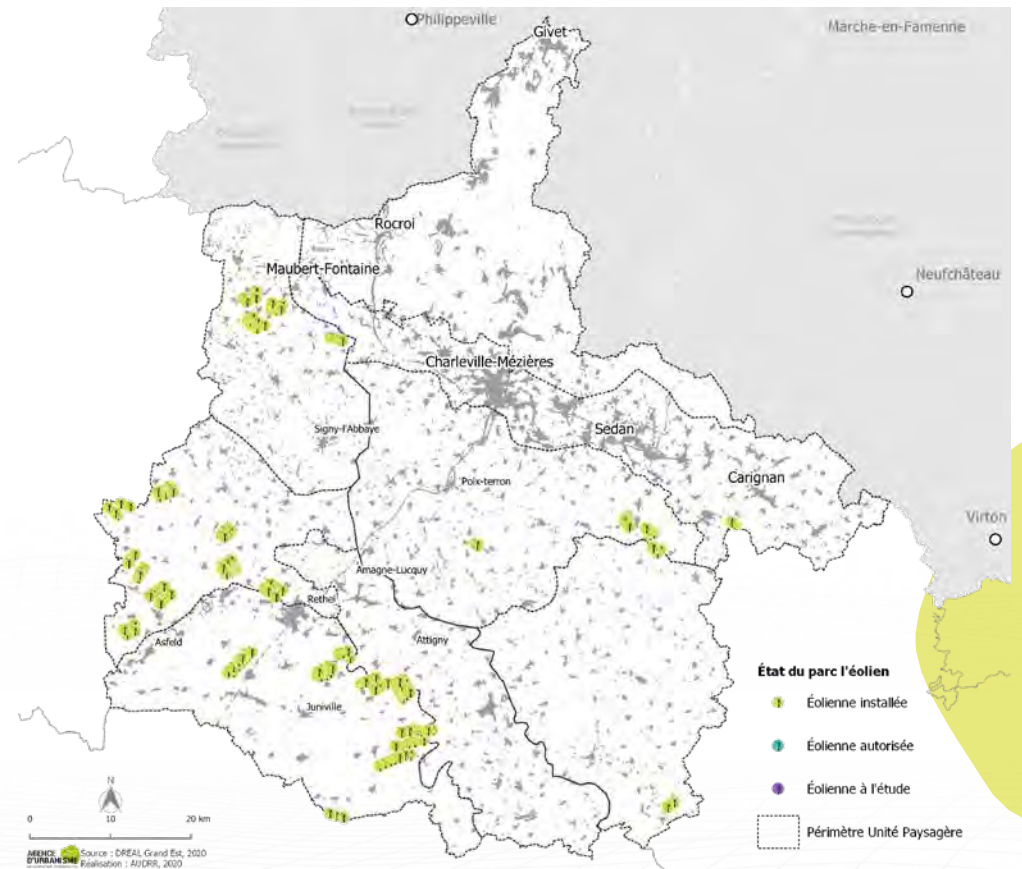 Philippeville
Givet
Marche-en-Famenne
Rocroi
Maubert-Fontaine
Neufchâteau
Charleville-Mézières
Signy-l'Abbaye
Sedan
Poix-terron
Carignan
Virton
Amagne-Lucquy
Rethel
Asfeld
Attigny
Juniville
État du parc l'éolien
Éolienne installée
Éolienne autorisée
Éolienne à l'étude
Périmètre Unité Paysagère
N
0 10 20 km
AGENCE D'URBANISME
Source : DREAL Grand Est, 2020
Réalisation : AUDRR, 2020